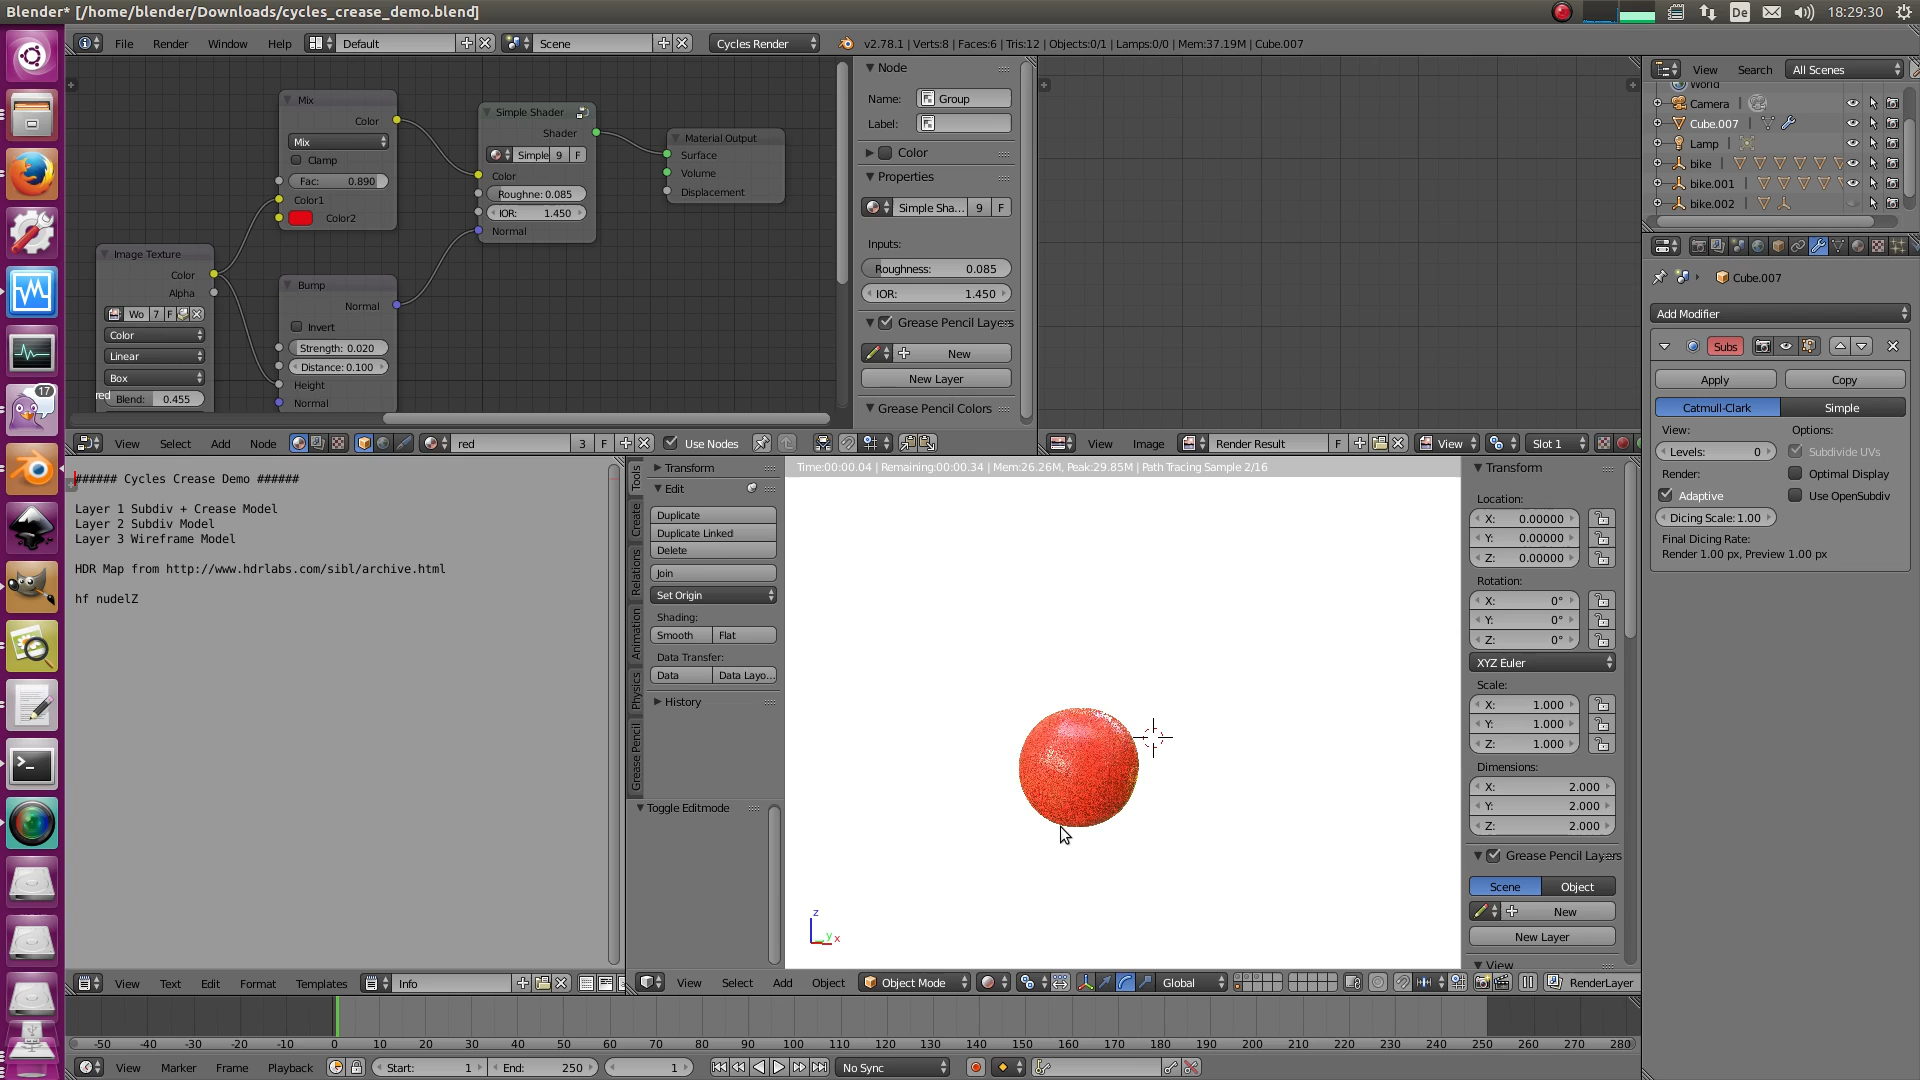 Blender* [/home/blender/Downloads/cycles_crease_demo.blend]
De
18:29:30
File Render Window Help Default Scene Cycles Render v2.78.1 | Verts:8 | Faces:6 | Tris:12 | Objects:0/1 | Lamps:0/0 | Mem:37.19M | Cube.007
Mix
Color
Mix
Clamp
Fac: 0.890
Color1
Color2
Simple Shader
Shader
Simple 9 F
Color
Roughne: 0.085
IOR: 1.450
Normal
Material Output
Surface
Volume
Displacement
Image Texture
Color
Alpha
Wo 7 F
Color
Linear
Box
Blend: 0.455
red
Bump
Normal
Invert
Strength: 0.020
Distance: 0.100
Height
Normal
Node
Name: Group
Label:
Color
Properties
Simple Sha... 9 F
Inputs:
Roughness: 0.085
IOR: 1.450
Grease Pencil Layers
New
New Layer
Grease Pencil Colors
View Select Add Node red 3 F Use Nodes
View Image Render Result F View Slot 1
View Search All Scenes
World
Camera
Cube.007
Lamp
bike
bike.001
bike.002
Cube.007
Add Modifier
Subs
Apply Copy
Catmull-Clark Simple
View: Options:
Levels: 0 Subdivide UVs
Render: Optimal Display
Adaptive Use OpenSubdiv
Dicing Scale: 1.00
Final Dicing Rate:
Render 1.00 px, Preview 1.00 px
###### Cycles Crease Demo ######
Layer 1 Subdiv + Crease Model
Layer 2 Subdiv Model
Layer 3 Wireframe Model
HDR Map from http://www.hdrlabs.com/sibl/archive.html
hf nudelZ
View Text Edit Format Templates Info
Tools
Create
Relations
Animation
Physics
Grease Pencil
Transform
Edit
Duplicate
Duplicate Linked
Delete
Join
Set Origin
Shading:
Smooth Flat
Data Transfer:
Data Data Layo...
History
Toggle Editmode
Time:00:00.04 | Remaining:00:00.34 | Mem:26.26M, Peak:29.85M | Path Tracing Sample 2/16
z
y
x
View Select Add Object Object Mode Global RenderLayer
Transform
Location:
X: 0.00000
Y: 0.00000
Z: 0.00000
Rotation:
X: 0°
Y: 0°
Z: 0°
XYZ Euler
Scale:
X: 1.000
Y: 1.000
Z: 1.000
Dimensions:
X: 2.000
Y: 2.000
Z: 2.000
Grease Pencil Layers
Scene Object
New
New Layer
View
-50 -40 -30 -20 -10 0 10 20 30 40 50 60 70 80 90 100 110 120 130 140 150 160 170 180 190 200 210 220 230 240 250 260 270 280
View Marker Frame Playback Start: 1 End: 250 1 No Sync
17